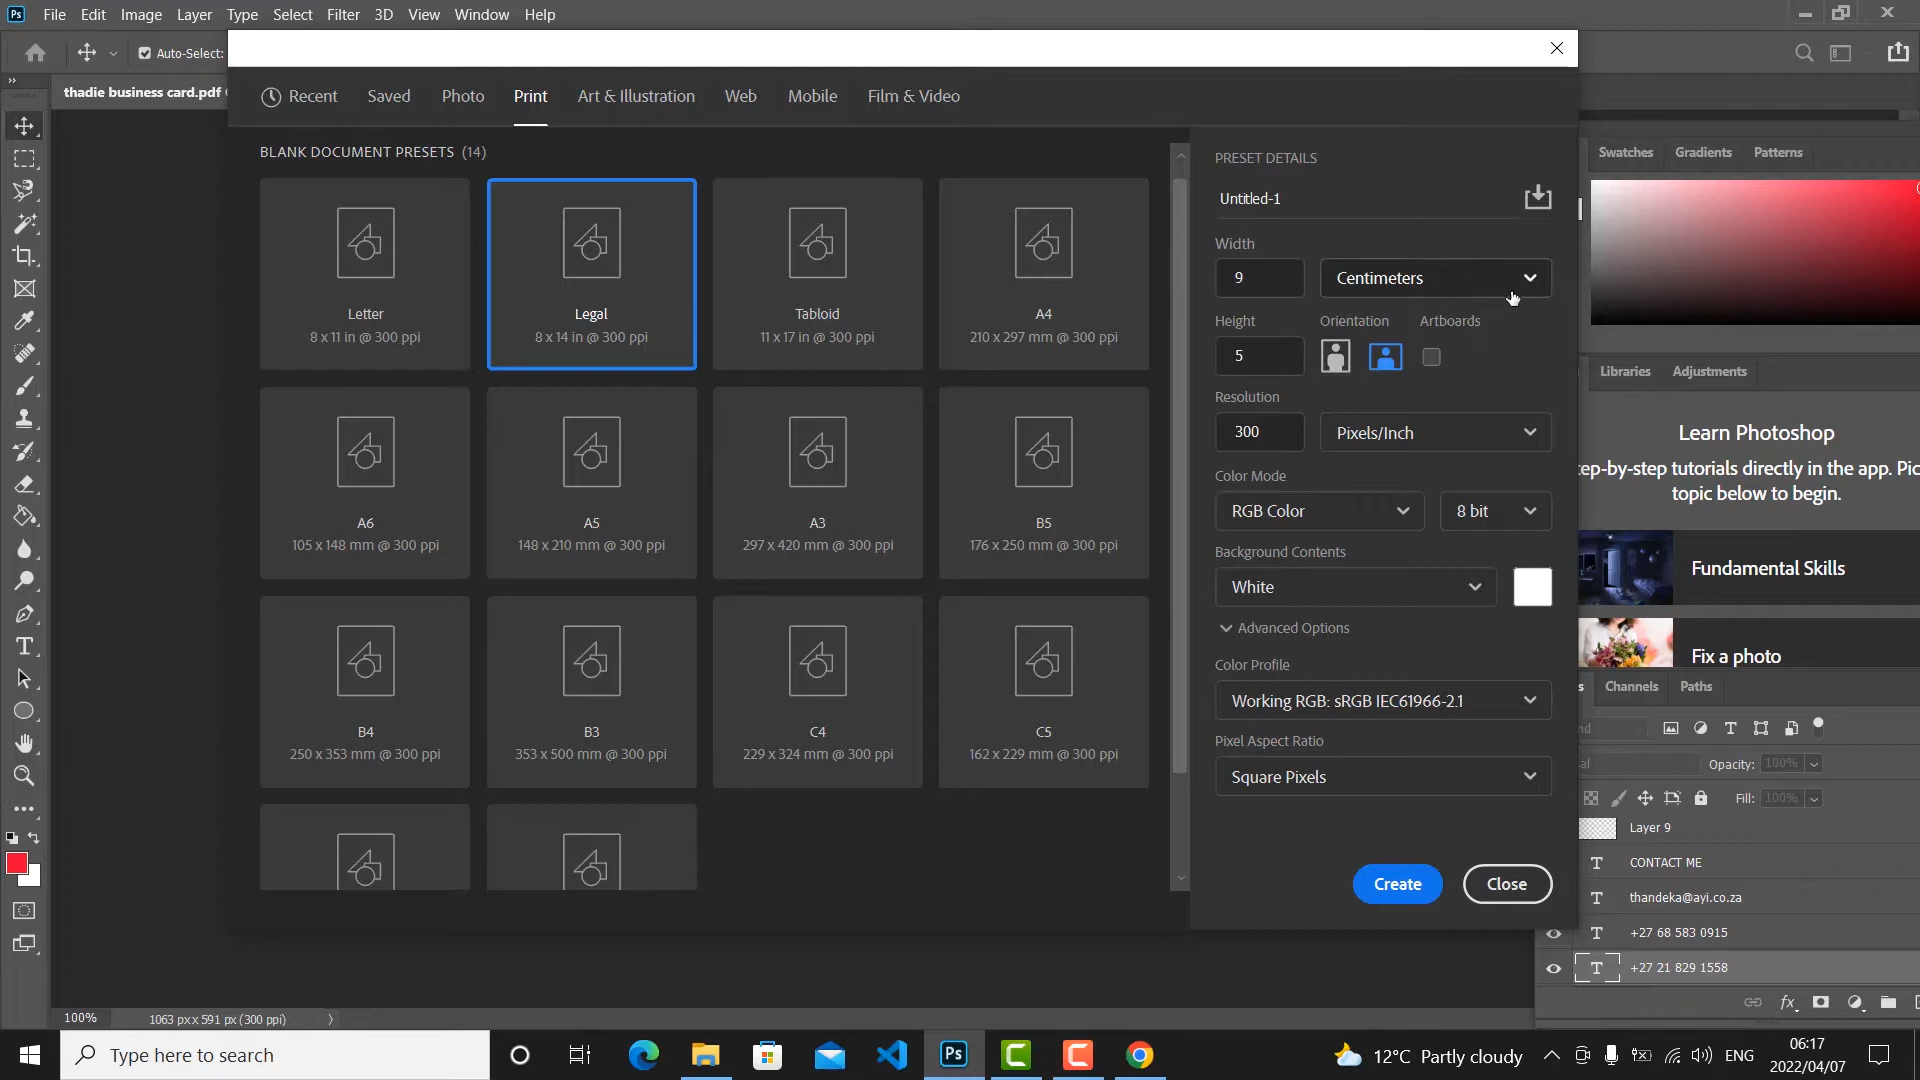 Ps File Edit Image Layer Type Select Filter 3D View Window Help
Auto-Select:
thadie business card.pdf
Recent Saved Photo Print Art & Illustration Web Mobile Film & Video
BLANK DOCUMENT PRESETS (14)
Letter
8 x 11 in @ 300 ppi
Legal
8 x 14 in @ 300 ppi
Tabloid
11 x 17 in @ 300 ppi
A4
210 x 297 mm @ 300 ppi
A6
105 x 148 mm @ 300 ppi
A5
148 x 210 mm @ 300 ppi
A3
297 x 420 mm @ 300 ppi
B5
176 x 250 mm @ 300 ppi
B4
250 x 353 mm @ 300 ppi
B3
353 x 500 mm @ 300 ppi
C4
229 x 324 mm @ 300 ppi
C5
162 x 229 mm @ 300 ppi
PRESET DETAILS
Untitled-1
Width
9 Centimeters
Height Orientation Artboards
5
Resolution
300 Pixels/Inch
Color Mode
RGB Color 8 bit
Background Contents
White
Advanced Options
Color Profile
Working RGB: sRGB IEC61966-2.1
Pixel Aspect Ratio
Square Pixels
Create Close
Swatches Gradients Patterns
Libraries Adjustments
Learn Photoshop
tep-by-step tutorials directly in the app. Pic
topic below to begin.
Fundamental Skills
Fix a photo
s Channels Paths
nd T
al Opacity: 100%
Fill: 100%
Layer 9
T CONTACT ME
T thandeka@ayi.co.za
T +27 68 583 0915
T +27 21 829 1558
fx
100% 1063 px x 591 px (300 ppi)
Type here to search
Ps
12°C Partly cloudy
ENG
06:17
2022/04/07